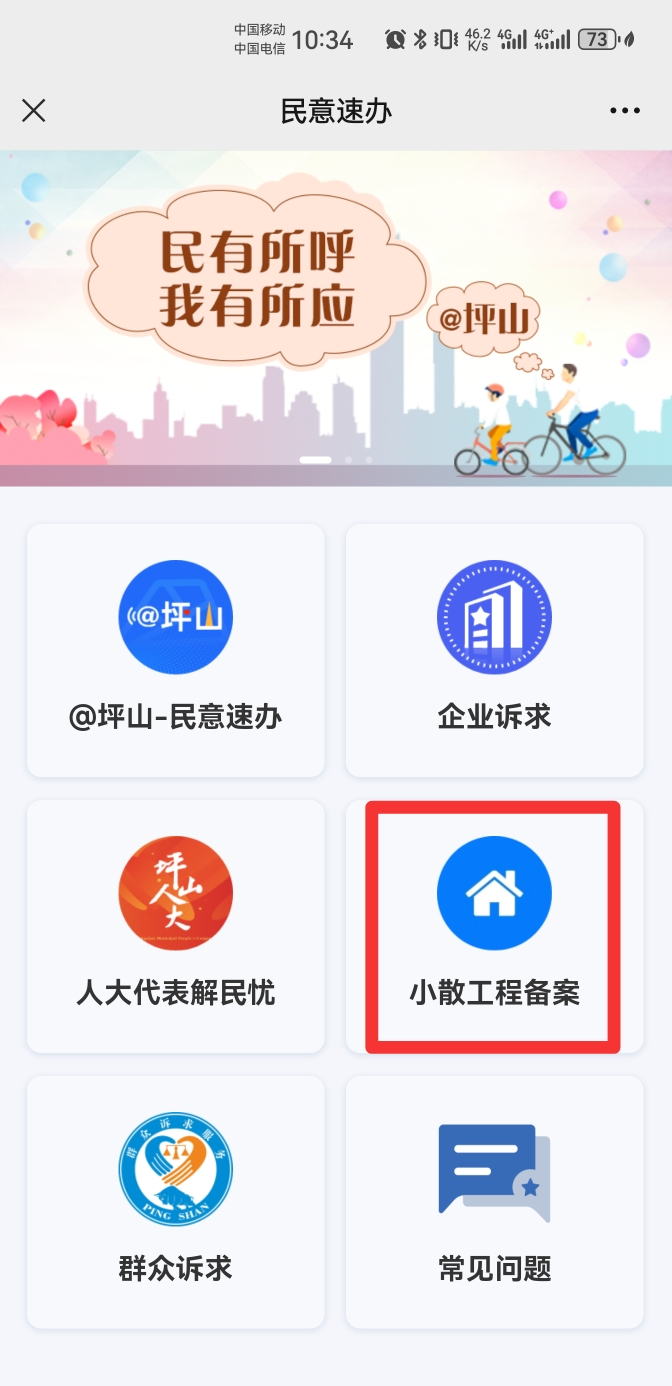 中国移动
中国电信
10:34
46.2
K/s
4G
4G+
73
民意速办
民有所呼
我有所应
@坪山
@坪山
@坪山-民意速办
企业诉求
坪山
人大
人大代表解民忧
小散工程备案
群众诉求服务
PING SHAN
群众诉求
常见问题